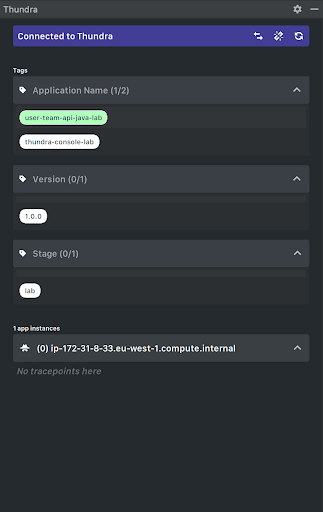 Thundra
Connected to Thundra
Tags
Application Name (1/2)
user-team-api-java-lab
thundra-console-lab
Version (0/1)
1.0.0
Stage (0/1)
lab
1 app instances
(0) ip-172-31-8-33.eu-west-1.compute.internal
No tracepoints here